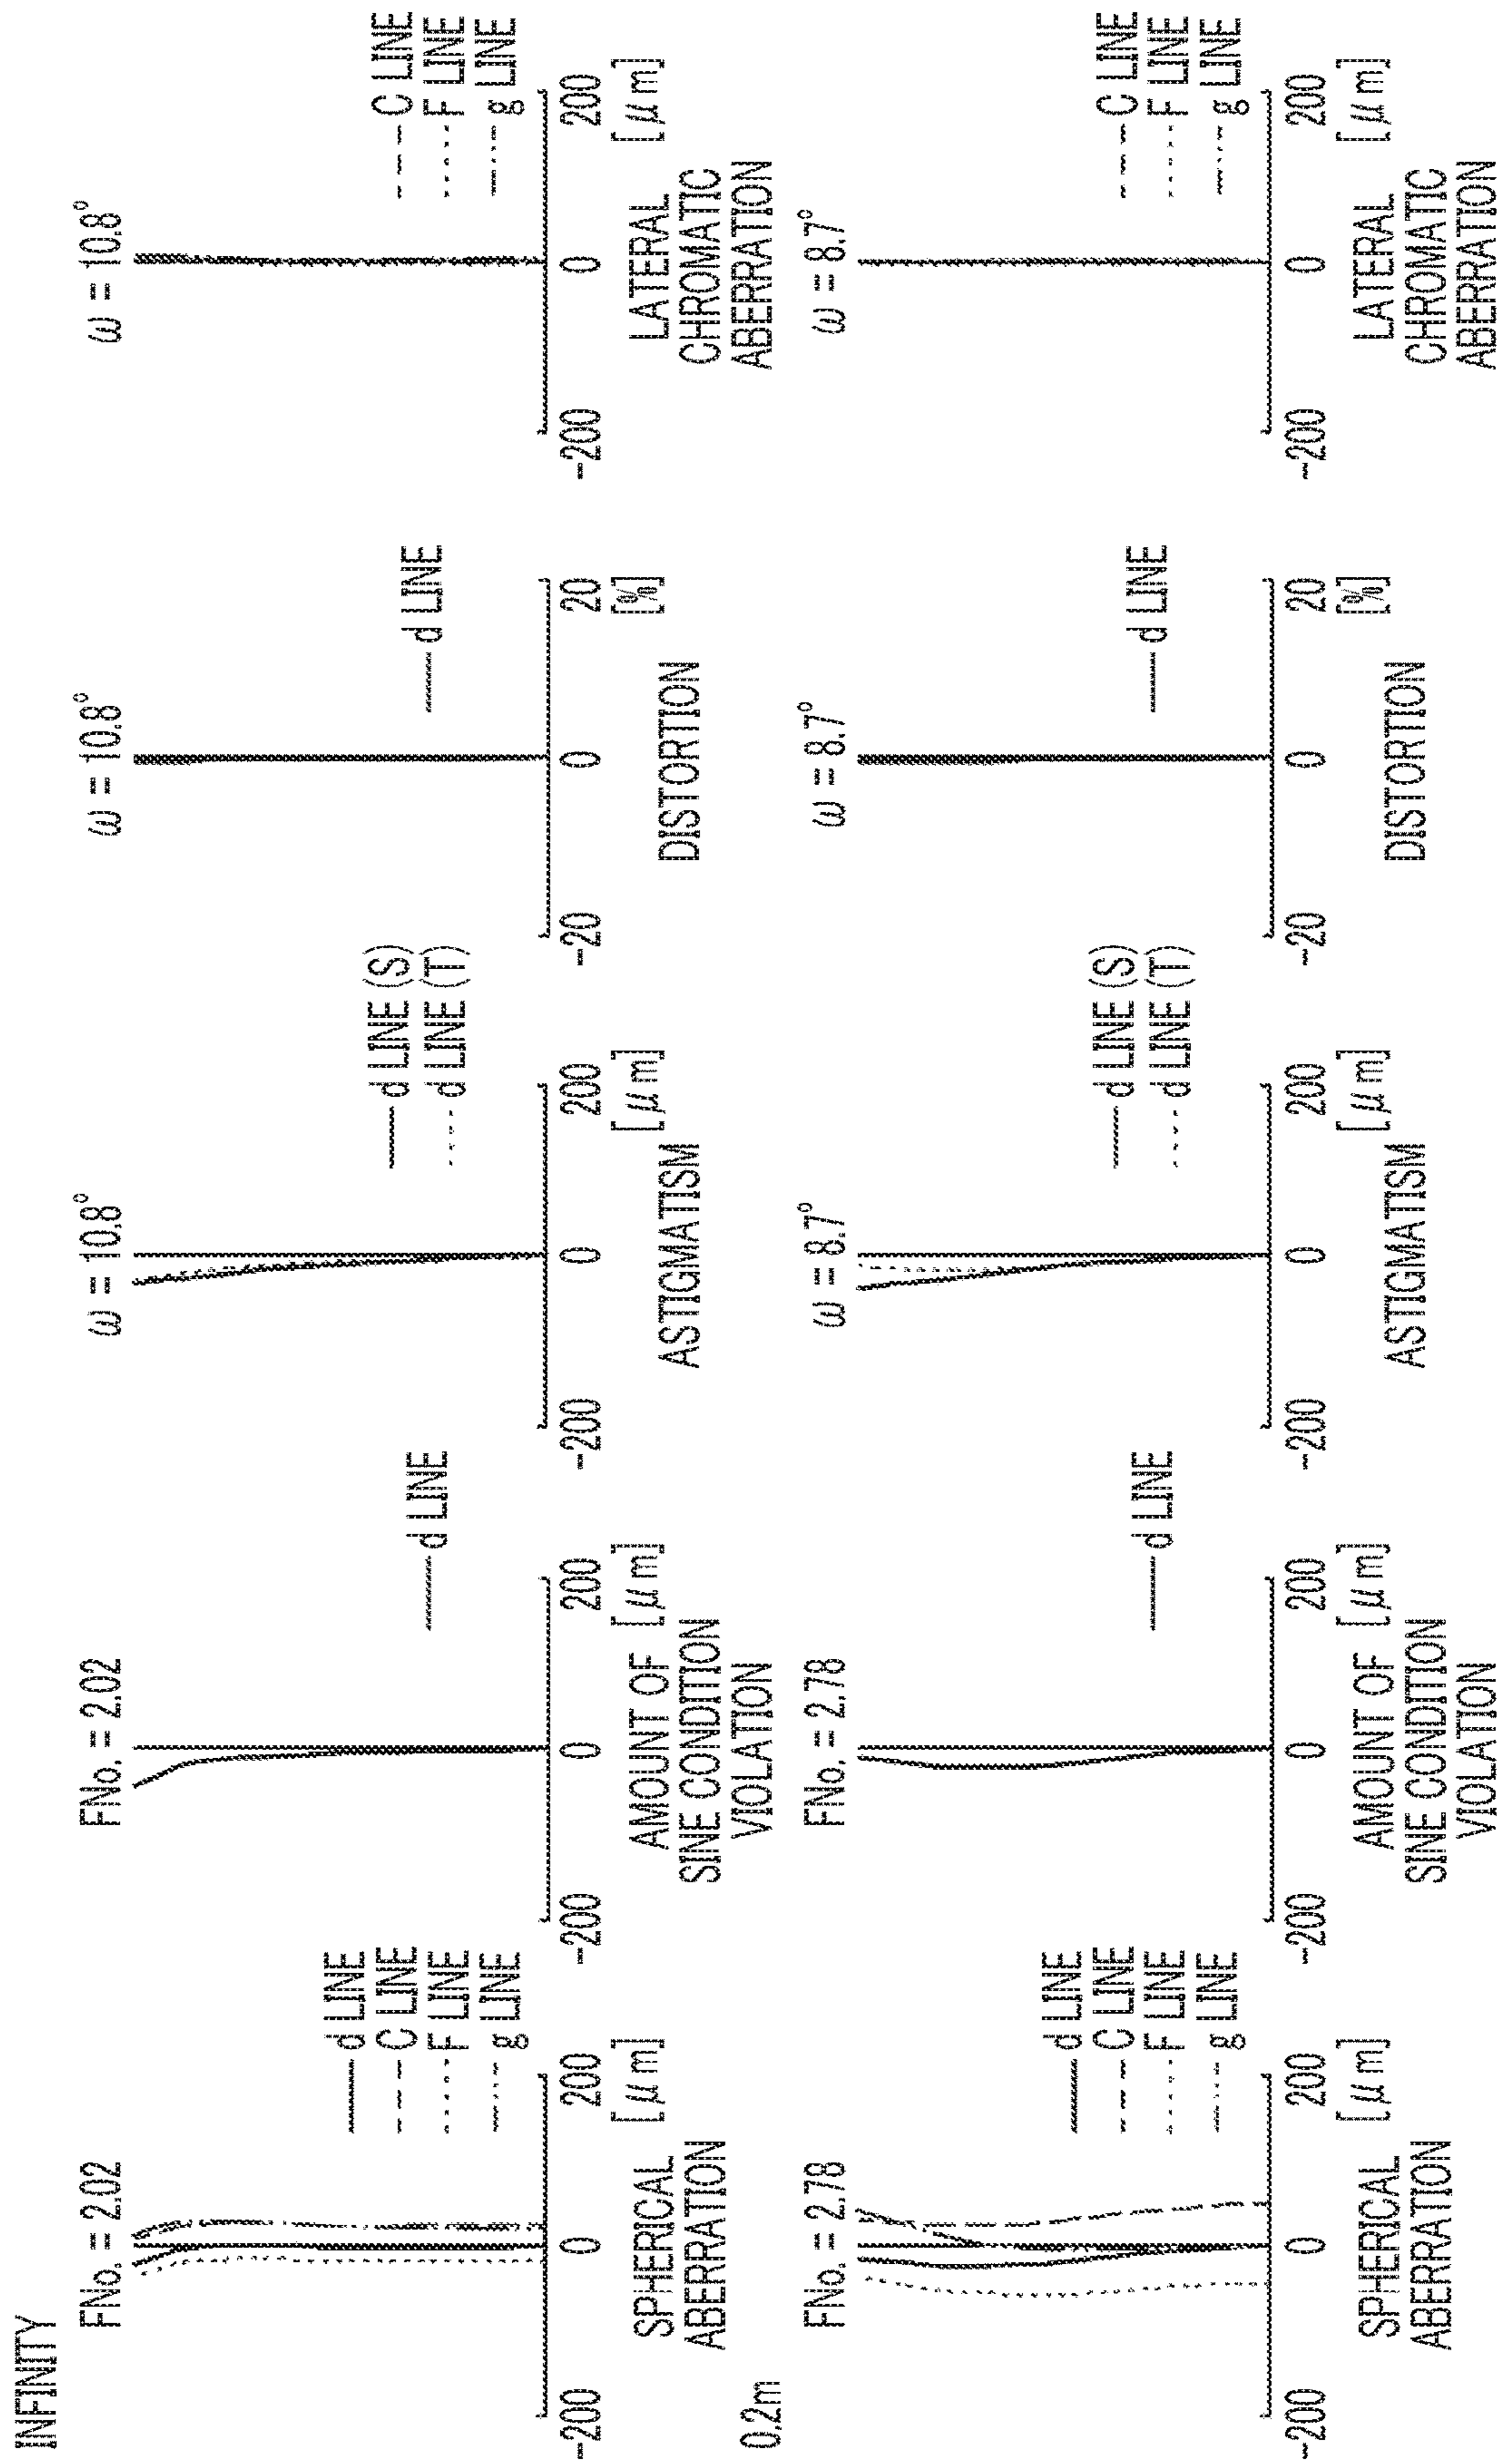 INFINITY
FNo. = 2.02
d LINE
C LINE
F LINE
g LINE
-200
0
200
[μm]
SPHERICAL
ABERRATION
FNo. = 2.02
d LINE
-200
0
200
AMOUNT OF [μm]
SINE CONDITION
VIOLATION
ω = 10.8°
d LINE (S)
d LINE (T)
-200
0
200
[μm]
ASTIGMATISM
ω = 10.8°
d LINE
-20
0
20
[%]
DISTORTION
ω = 10.8°
C LINE
F LINE
g LINE
-200
0
200
LATERAL [μm]
CHROMATIC
ABERRATION
0.2m
FNo. = 2.78
d LINE
C LINE
F LINE
g LINE
-200
0
200
[μm]
SPHERICAL
ABERRATION
FNo. = 2.78
d LINE
-200
0
200
AMOUNT OF [μm]
SINE CONDITION
VIOLATION
ω = 8.7°
d LINE (S)
d LINE (T)
-200
0
200
[μm]
ASTIGMATISM
ω = 8.7°
d LINE
-20
0
20
[%]
DISTORTION
ω = 8.7°
C LINE
F LINE
g LINE
-200
0
200
LATERAL [μm]
CHROMATIC
ABERRATION